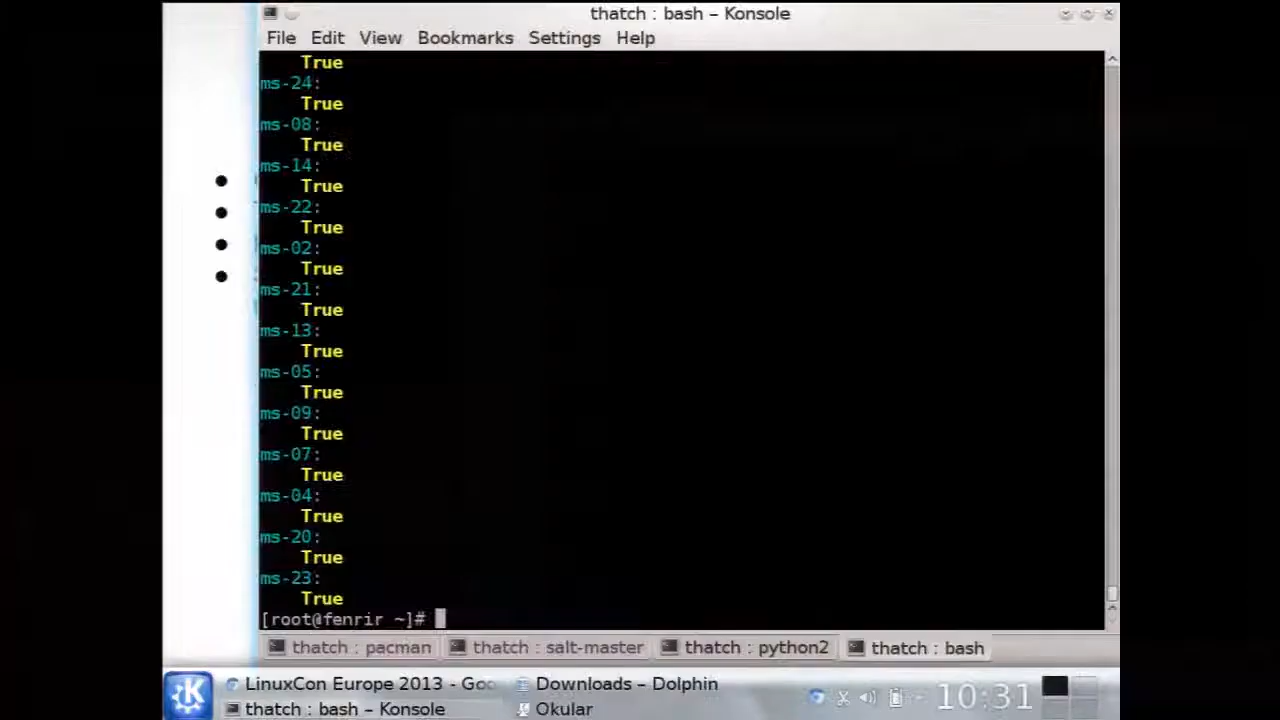 thatch : bash – Konsole
File Edit View Bookmarks Settings Help
True
ms-24:
True
ms-08:
True
ms-14:
True
ms-22:
True
ms-02:
True
ms-21:
True
ms-13:
True
ms-05:
True
ms-09:
True
ms-07:
True
ms-04:
True
ms-20:
True
ms-23:
True
[root@fenrir ~]#
thatch : pacman thatch : salt-master thatch : python2 thatch : bash
LinuxCon Europe 2013 - Goo Downloads – Dolphin
thatch : bash – Konsole Okular
10:31